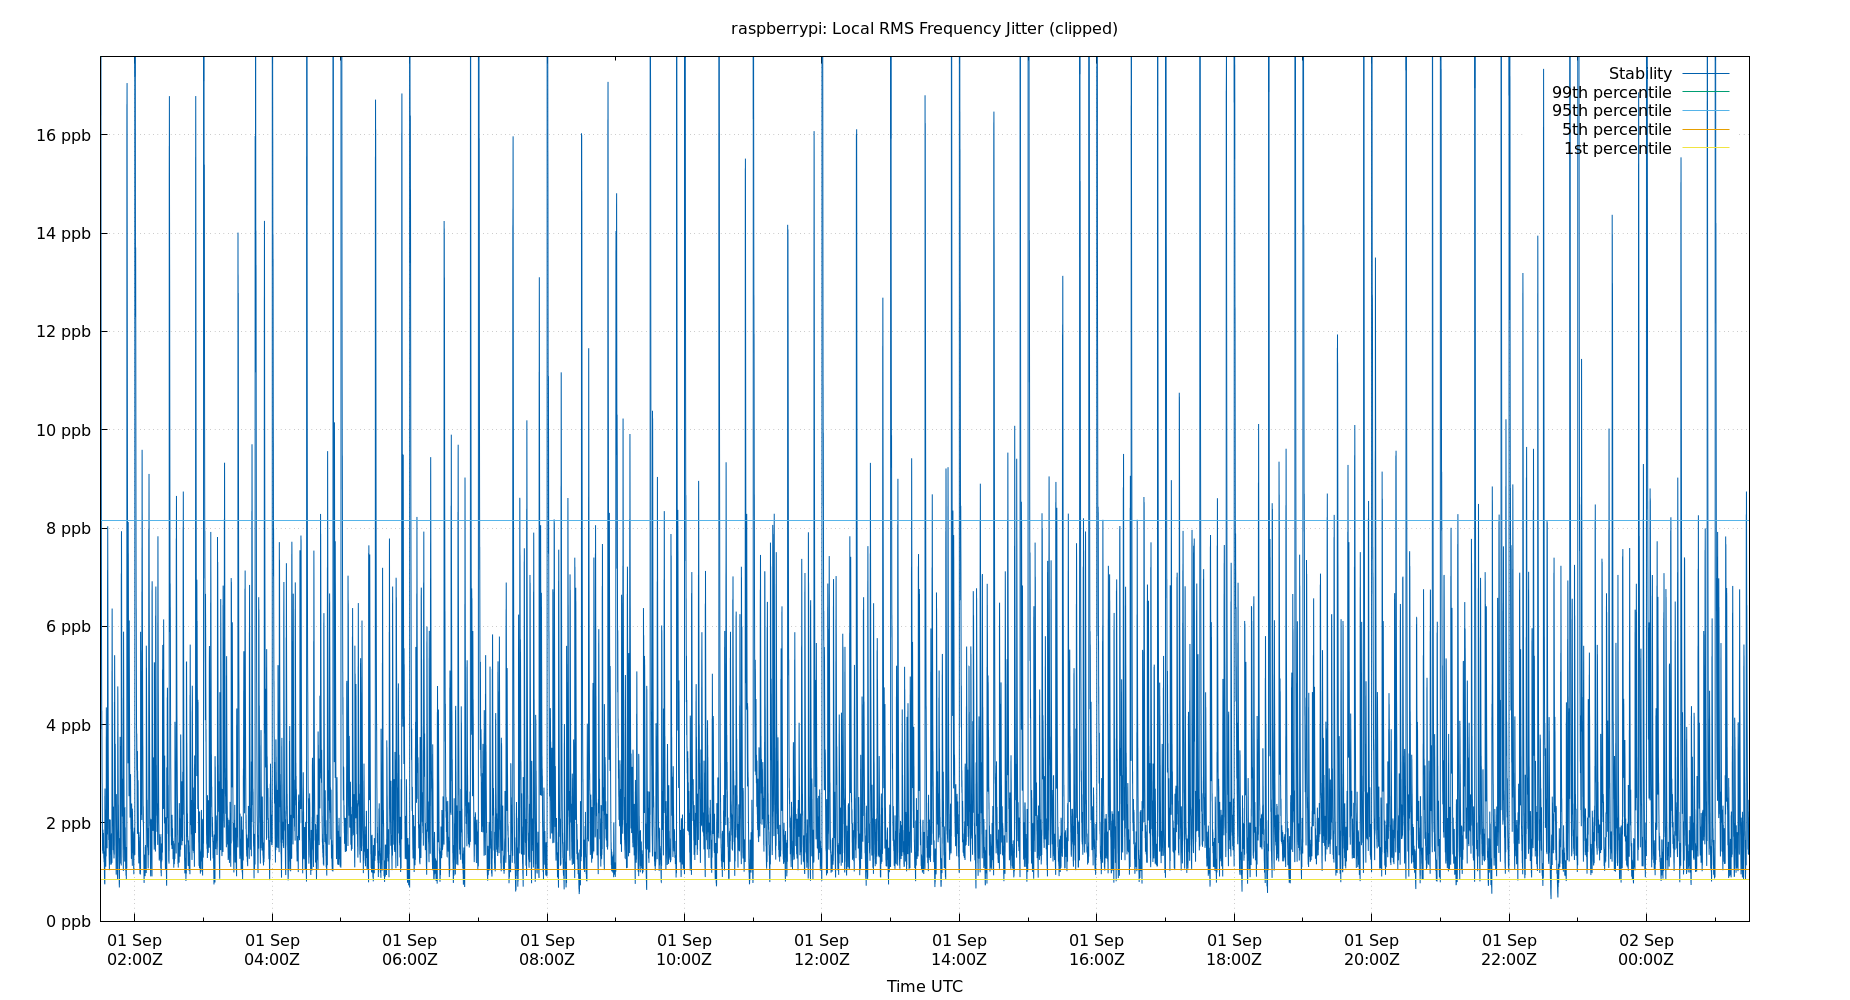 raspberrypi: Local RMS Frequency Jitter (clipped)
Stability
99th percentile
95th percentile
5th percentile
1st percentile
16 ppb
14 ppb
12 ppb
10 ppb
8 ppb
6 ppb
4 ppb
2 ppb
0 ppb
01 Sep 01 Sep 01 Sep 01 Sep 01 Sep 01 Sep 01 Sep 01 Sep 01 Sep 01 Sep 01 Sep 02 Sep
02:00Z 04:00Z 06:00Z 08:00Z 10:00Z 12:00Z 14:00Z 16:00Z 18:00Z 20:00Z 22:00Z 00:00Z
Time UTC